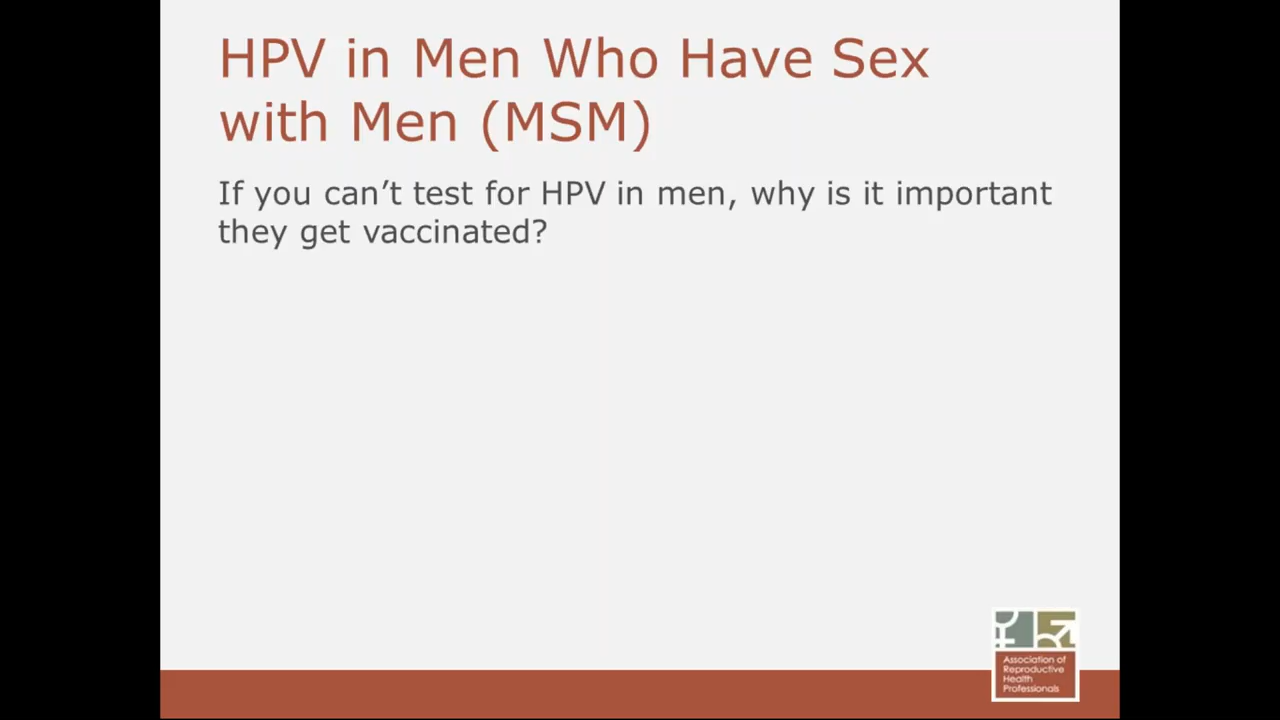 HPV in Men Who Have Sex
with Men (MSM)
If you can’t test for HPV in men, why is it important
they get vaccinated?
Association of
Reproductive
Health
Professionals